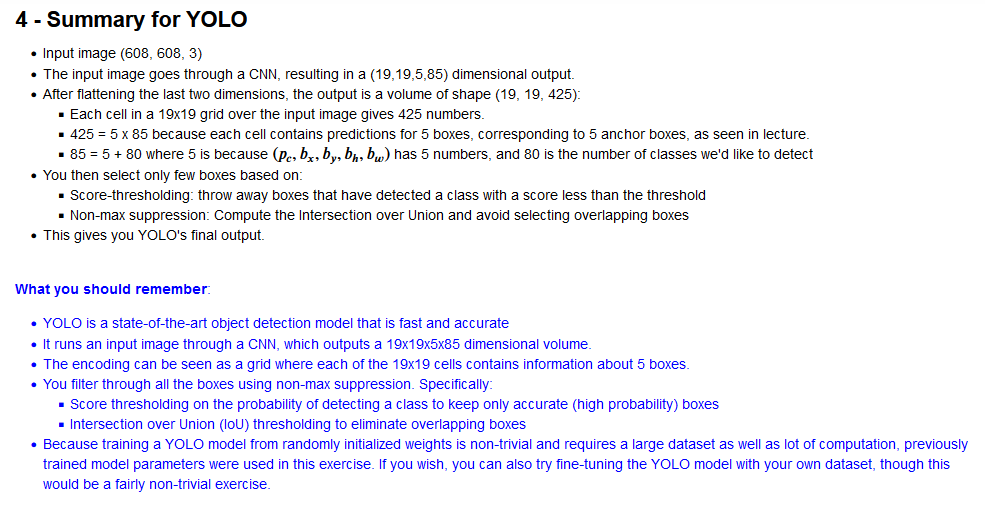 4 - Summary for YOLO
• Input image (608, 608, 3)
• The input image goes through a CNN, resulting in a (19,19,5,85) dimensional output.
• After flattening the last two dimensions, the output is a volume of shape (19, 19, 425):
▪ Each cell in a 19x19 grid over the input image gives 425 numbers.
▪ 425 = 5 x 85 because each cell contains predictions for 5 boxes, corresponding to 5 anchor boxes, as seen in lecture.
▪ 85 = 5 + 80 where 5 is because (p_c, b_x, b_y, b_h, b_w) has 5 numbers, and 80 is the number of classes we'd like to detect
• You then select only few boxes based on:
▪ Score-thresholding: throw away boxes that have detected a class with a score less than the threshold
▪ Non-max suppression: Compute the Intersection over Union and avoid selecting overlapping boxes
• This gives you YOLO's final output.
What you should remember:
• YOLO is a state-of-the-art object detection model that is fast and accurate
• It runs an input image through a CNN, which outputs a 19x19x5x85 dimensional volume.
• The encoding can be seen as a grid where each of the 19x19 cells contains information about 5 boxes.
• You filter through all the boxes using non-max suppression. Specifically:
▪ Score thresholding on the probability of detecting a class to keep only accurate (high probability) boxes
▪ Intersection over Union (IoU) thresholding to eliminate overlapping boxes
• Because training a YOLO model from randomly initialized weights is non-trivial and requires a large dataset as well as lot of computation, previously
trained model parameters were used in this exercise. If you wish, you can also try fine-tuning the YOLO model with your own dataset, though this
would be a fairly non-trivial exercise.